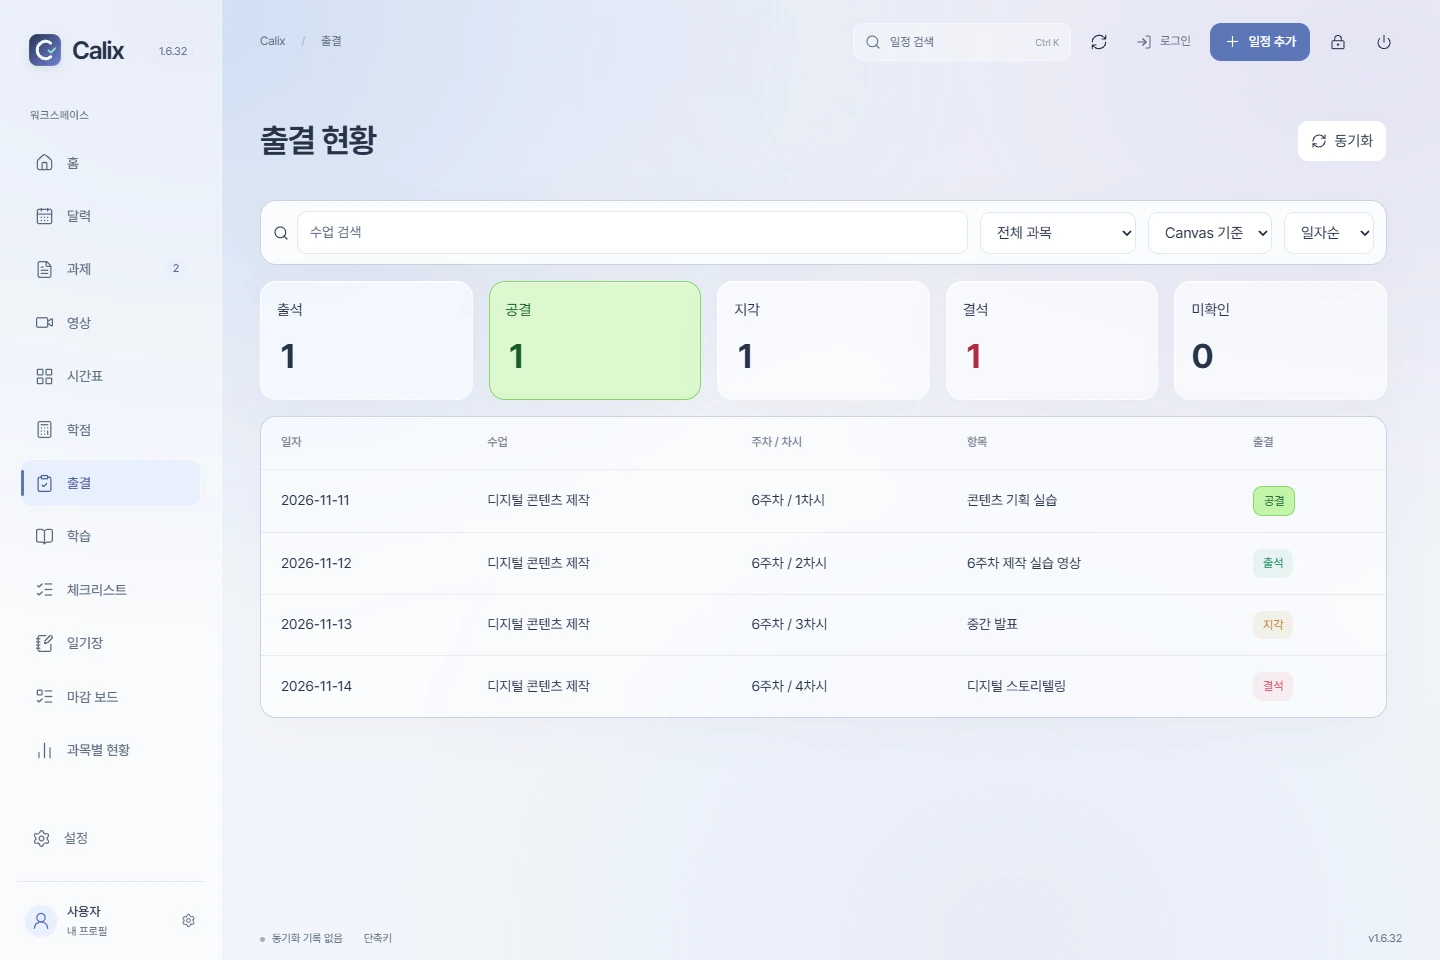 Calix
1.6.32
워크스페이스
홈
달력
과제 2
영상
시간표
학점
출결
학습
체크리스트
일기장
마감 보드
과목별 현황
설정
사용자
내 프로필
Calix / 출결
일정 검색 Ctrl K
로그인
일정 추가
출결 현황
동기화
수업 검색
전체 과목
Canvas 기준
일자순
출석 공결 지각 결석 미확인
1 1 1 1 0
일자 수업 주차 / 차시 항목 출결
2026-11-11 디지털 콘텐츠 제작 6주차 / 1차시 콘텐츠 기획 실습 공결
2026-11-12 디지털 콘텐츠 제작 6주차 / 2차시 6주차 제작 실습 영상 출석
2026-11-13 디지털 콘텐츠 제작 6주차 / 3차시 중간 발표 지각
2026-11-14 디지털 콘텐츠 제작 6주차 / 4차시 디지털 스토리텔링 결석
동기화 기록 없음 단축키
v1.6.32